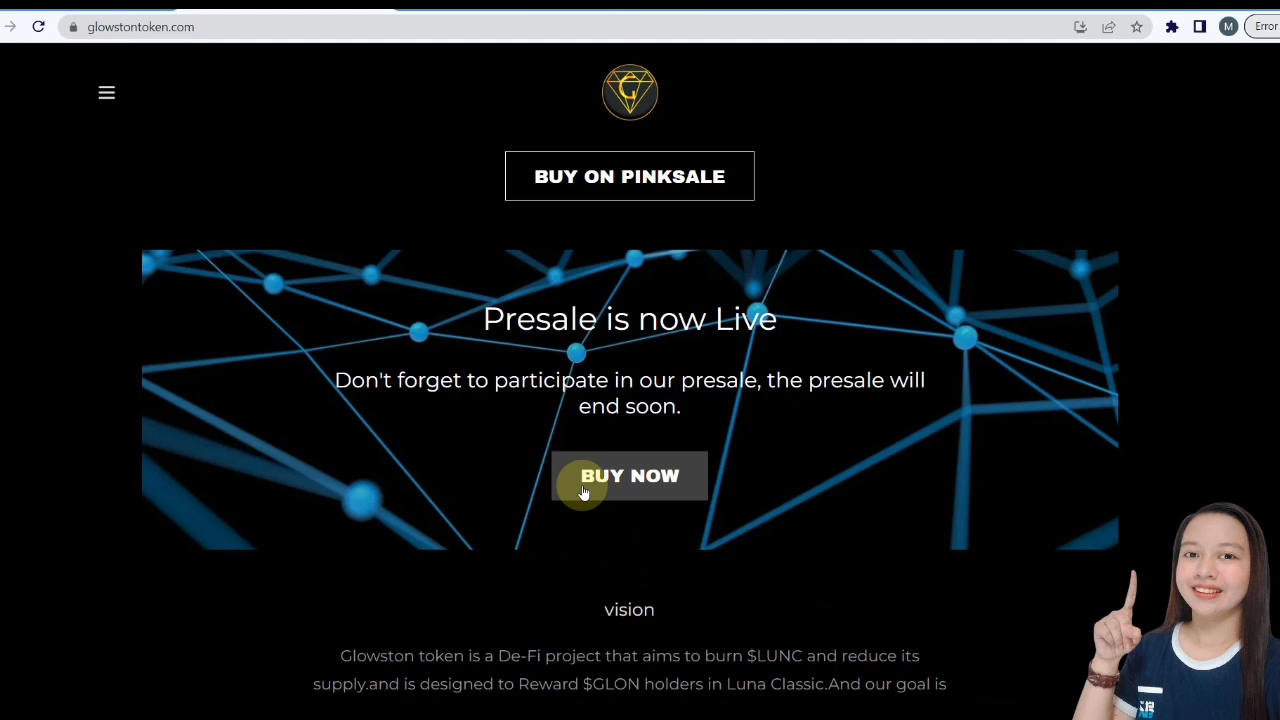 glowstontoken.com
M
Error
G
BUY ON PINKSALE
Presale is now Live
Don't forget to participate in our presale, the presale will
end soon.
BUY NOW
vision
Glowston token is a De-Fi project that aims to burn $LUNC and reduce its
supply.and is designed to Reward $GLON holders in Luna Classic.And our goal is